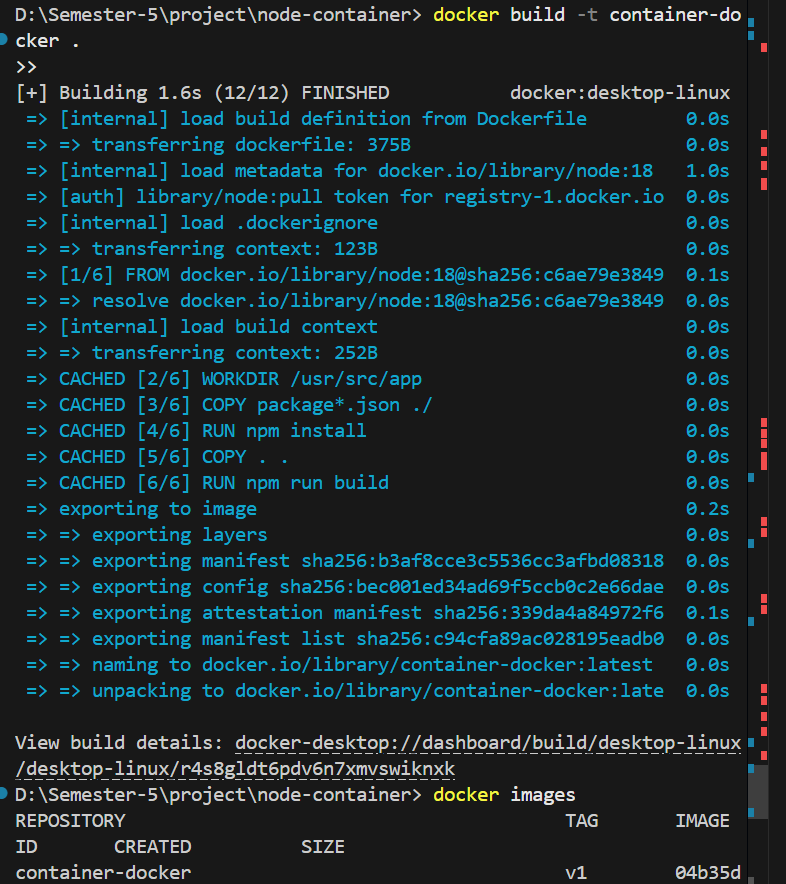 D:\Semester-5\project\node-container> docker build -t container-do
cker .
>>
[+] Building 1.6s (12/12) FINISHED docker:desktop-linux
=> [internal] load build definition from Dockerfile 0.0s
=> => transferring dockerfile: 375B 0.0s
=> [internal] load metadata for docker.io/library/node:18 1.0s
=> [auth] library/node:pull token for registry-1.docker.io 0.0s
=> [internal] load .dockerignore 0.0s
=> => transferring context: 123B 0.0s
=> [1/6] FROM docker.io/library/node:18@sha256:c6ae79e3849 0.1s
=> => resolve docker.io/library/node:18@sha256:c6ae79e3849 0.0s
=> [internal] load build context 0.0s
=> => transferring context: 252B 0.0s
=> CACHED [2/6] WORKDIR /usr/src/app 0.0s
=> CACHED [3/6] COPY package*.json ./ 0.0s
=> CACHED [4/6] RUN npm install 0.0s
=> CACHED [5/6] COPY . . 0.0s
=> CACHED [6/6] RUN npm run build 0.0s
=> exporting to image 0.2s
=> => exporting layers 0.0s
=> => exporting manifest sha256:b3af8cce3c5536cc3afbd08318 0.0s
=> => exporting config sha256:bec001ed34ad69f5ccb0c2e66dae 0.0s
=> => exporting attestation manifest sha256:339da4a84972f6 0.1s
=> => exporting manifest list sha256:c94cfa89ac028195eadb0 0.0s
=> => naming to docker.io/library/container-docker:latest 0.0s
=> => unpacking to docker.io/library/container-docker:late 0.0s
View build details: docker-desktop://dashboard/build/desktop-linux
/desktop-linux/r4s8gldt6pdv6n7xmvswiknxk
D:\Semester-5\project\node-container> docker images
REPOSITORY TAG IMAGE
ID CREATED SIZE
container-docker v1 04b35d